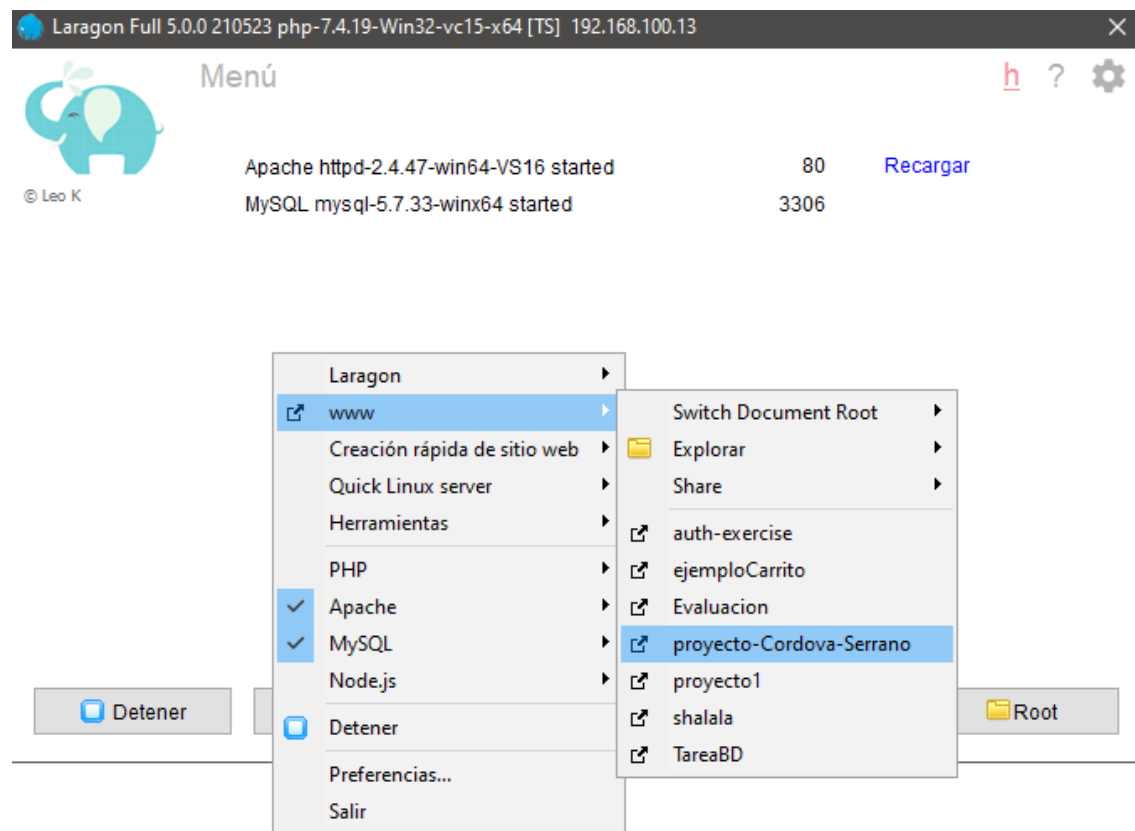 Laragon Full 5.0.0 210523 php-7.4.19-Win32-vc15-x64 [TS] 192.168.100.13
Menú
h ?
© Leo K
Apache httpd-2.4.47-win64-VS16 started 80 Recargar
MySQL mysql-5.7.33-winx64 started 3306
Laragon
www
Creación rápida de sitio web
Quick Linux server
Herramientas
PHP
Apache
MySQL
Node.js
Detener
Preferencias...
Salir
Switch Document Root
Explorar
Share
auth-exercise
ejemploCarrito
Evaluacion
proyecto-Cordova-Serrano
proyecto1
shalala
TareaBD
Detener
Root